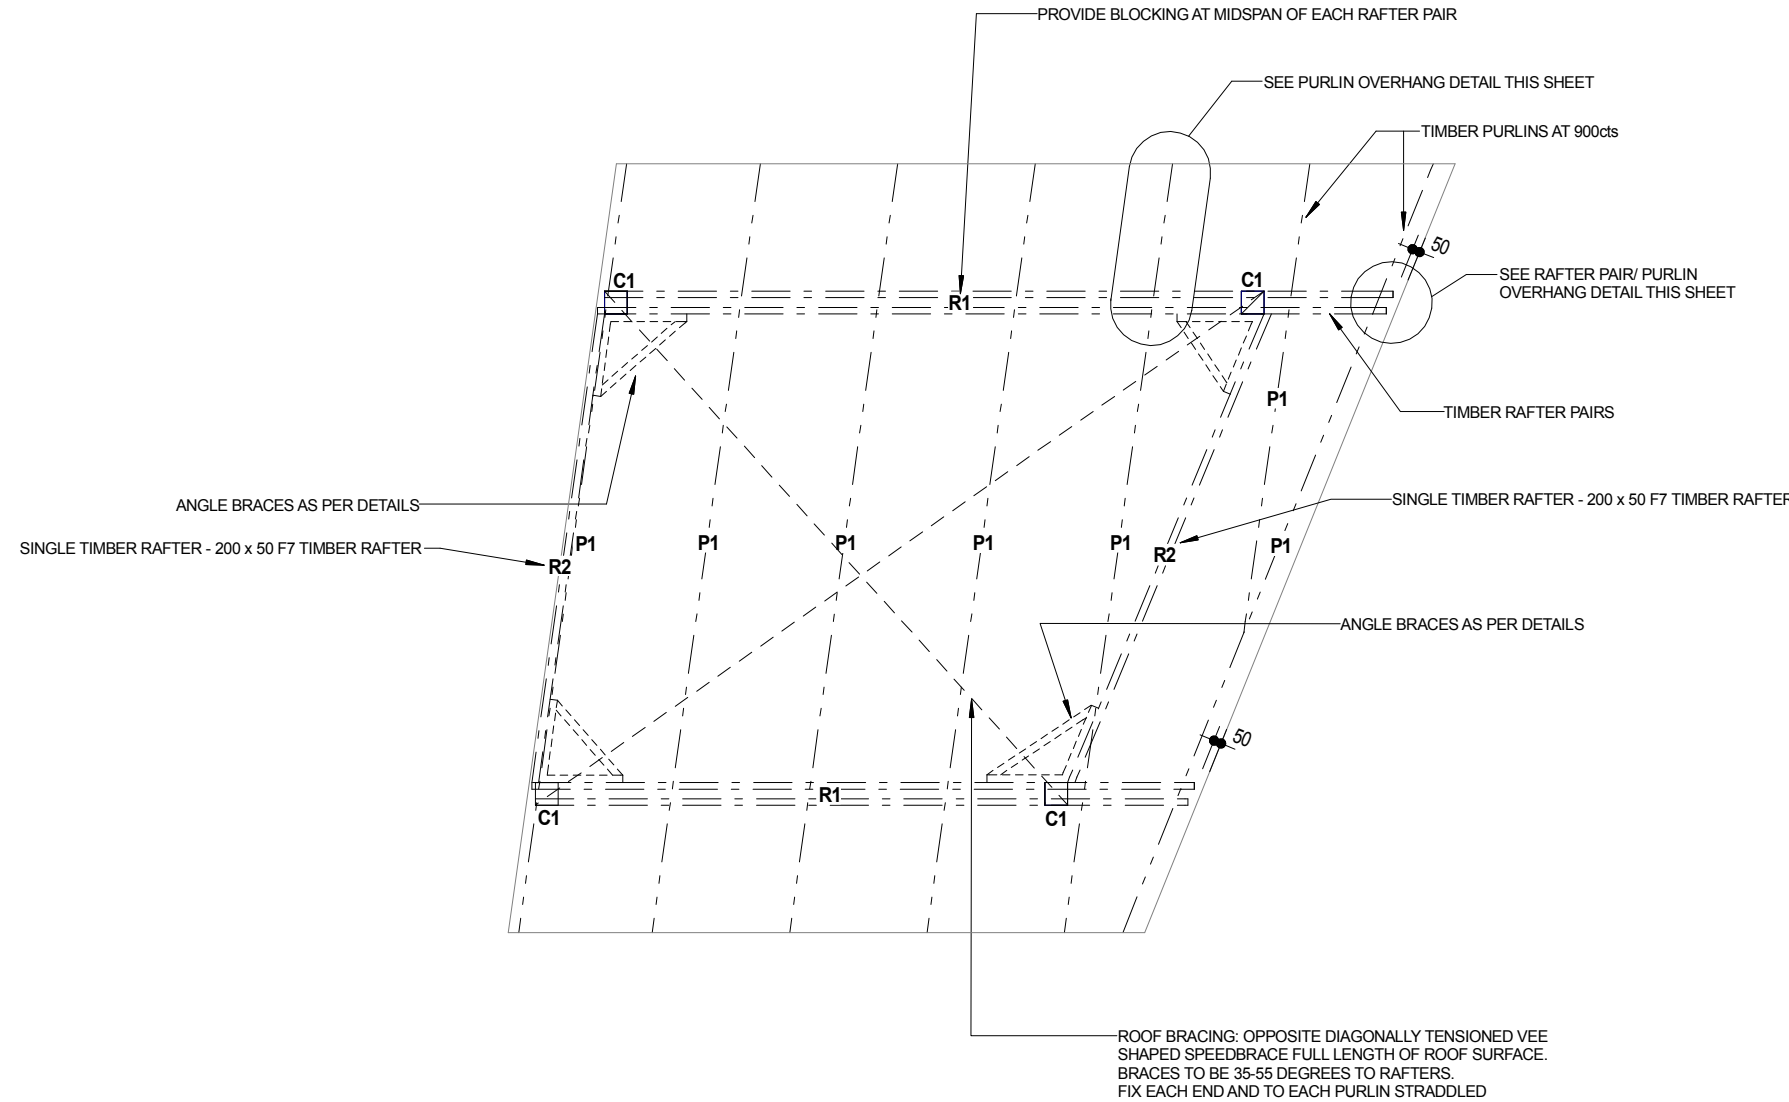 PROVIDE BLOCKING AT MIDSPAN OF EACH RAFTER PAIR
SEE PURLIN OVERHANG DETAIL THIS SHEET
TIMBER PURLINS AT 900cts
50
SEE RAFTER PAIR/ PURLIN
OVERHANG DETAIL THIS SHEET
C1
C1
R1
P1
TIMBER RAFTER PAIRS
ANGLE BRACES AS PER DETAILS
SINGLE TIMBER RAFTER - 200 x 50 F7 TIMBER RAFTER
SINGLE TIMBER RAFTER - 200 x 50 F7 TIMBER RAFTER
P1
P1
P1
P1
P1
P1
R2
R2
ANGLE BRACES AS PER DETAILS
50
R1
C1
C1
ROOF BRACING: OPPOSITE DIAGONALLY TENSIONED VEE
SHAPED SPEEDBRACE FULL LENGTH OF ROOF SURFACE.
BRACES TO BE 35-55 DEGREES TO RAFTERS.
FIX EACH END AND TO EACH PURLIN STRADDLED